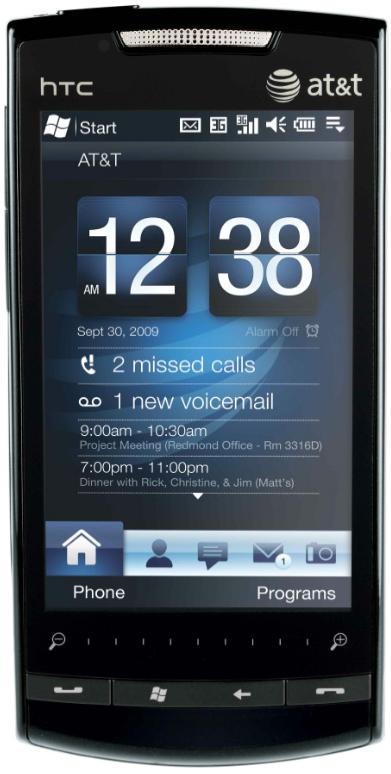 hTC
at&t
Start
3G
3G
AT&T
AM 12 38
Sept 30, 2009
Alarm Off
2 missed calls
1 new voicemail
9:00am - 10:30am
Project Meeting (Redmond Office - Rm 3316D)
7:00pm - 11:00pm
Dinner with Rick, Christine, & Jim (Matt's)
1
Phone
Programs